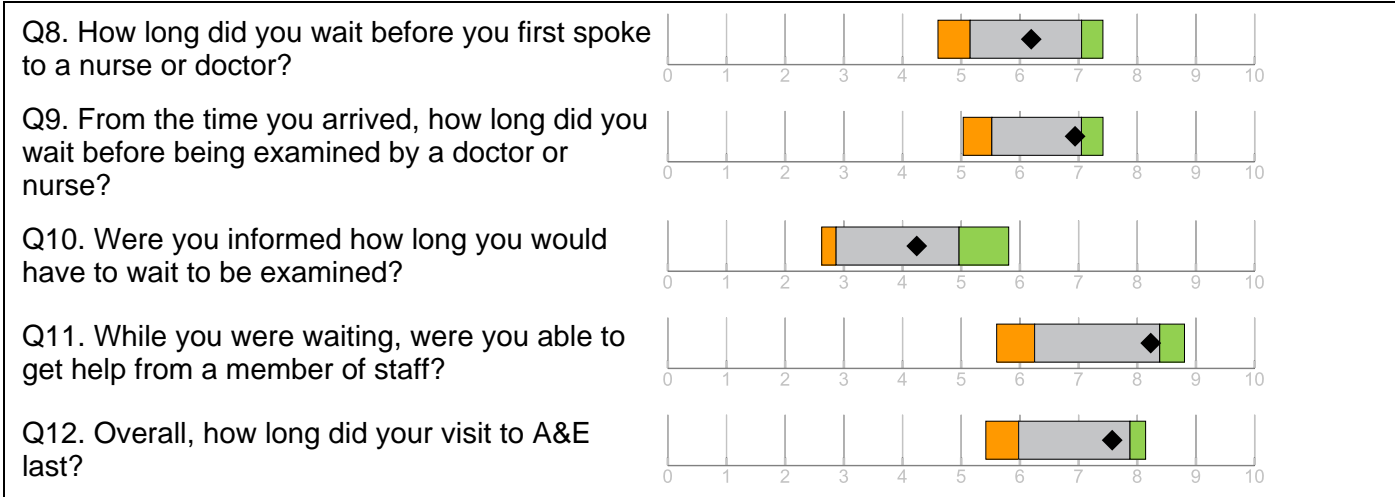 Q8. How long did you wait before you first spoke
to a nurse or doctor?
0 1 2 3 4 5 6 7 8 9 10
Q9. From the time you arrived, how long did you
wait before being examined by a doctor or
nurse?
0 1 2 3 4 5 6 7 8 9 10
Q10. Were you informed how long you would
have to wait to be examined?
0 1 2 3 4 5 6 7 8 9 10
Q11. While you were waiting, were you able to
get help from a member of staff?
0 1 2 3 4 5 6 7 8 9 10
Q12. Overall, how long did your visit to A&E
last?
0 1 2 3 4 5 6 7 8 9 10